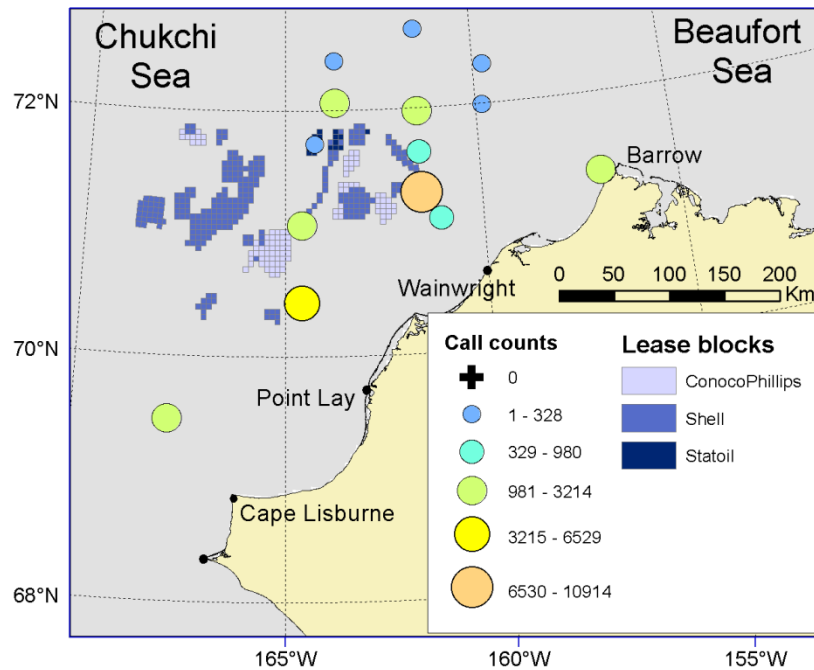 Chukchi
Sea
Beaufort
Sea
72°N
Barrow
Wainwright
0 50 100 150 200
Km
70°N
Point Lay
Cape Lisburne
68°N
Call counts
0
1 - 328
329 - 980
981 - 3214
3215 - 6529
6530 - 10914
Lease blocks
ConocoPhillips
Shell
Statoil
165°W
160°W
155°W